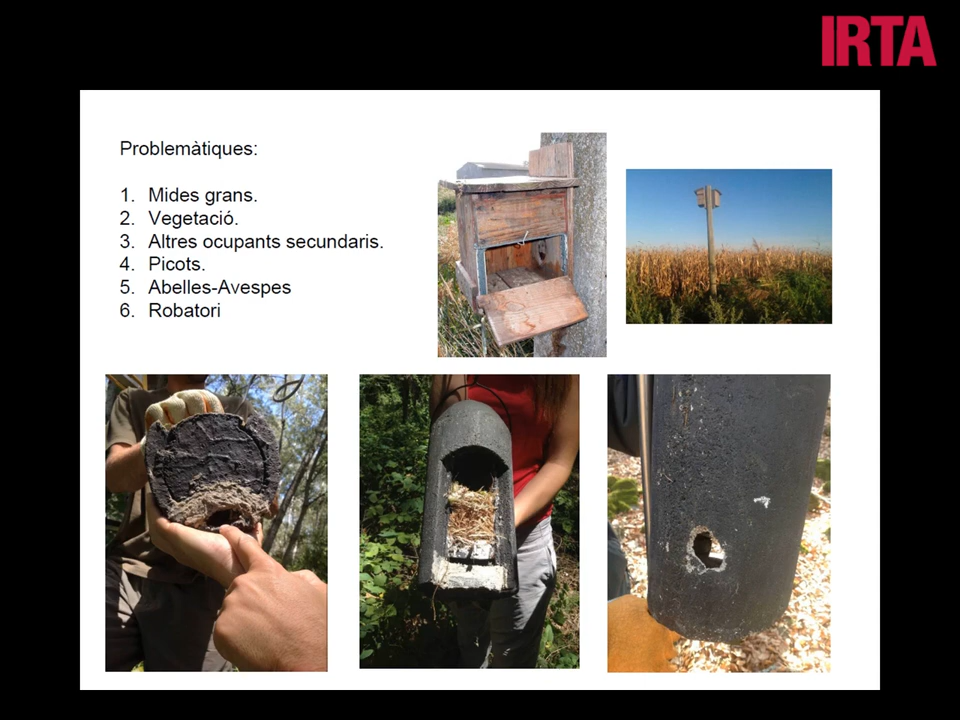 IRTA
Problemàtiques:
1. Mides grans.
2. Vegetació.
3. Altres ocupants secundaris.
4. Picots.
5. Abelles-Avespes
6. Robatori